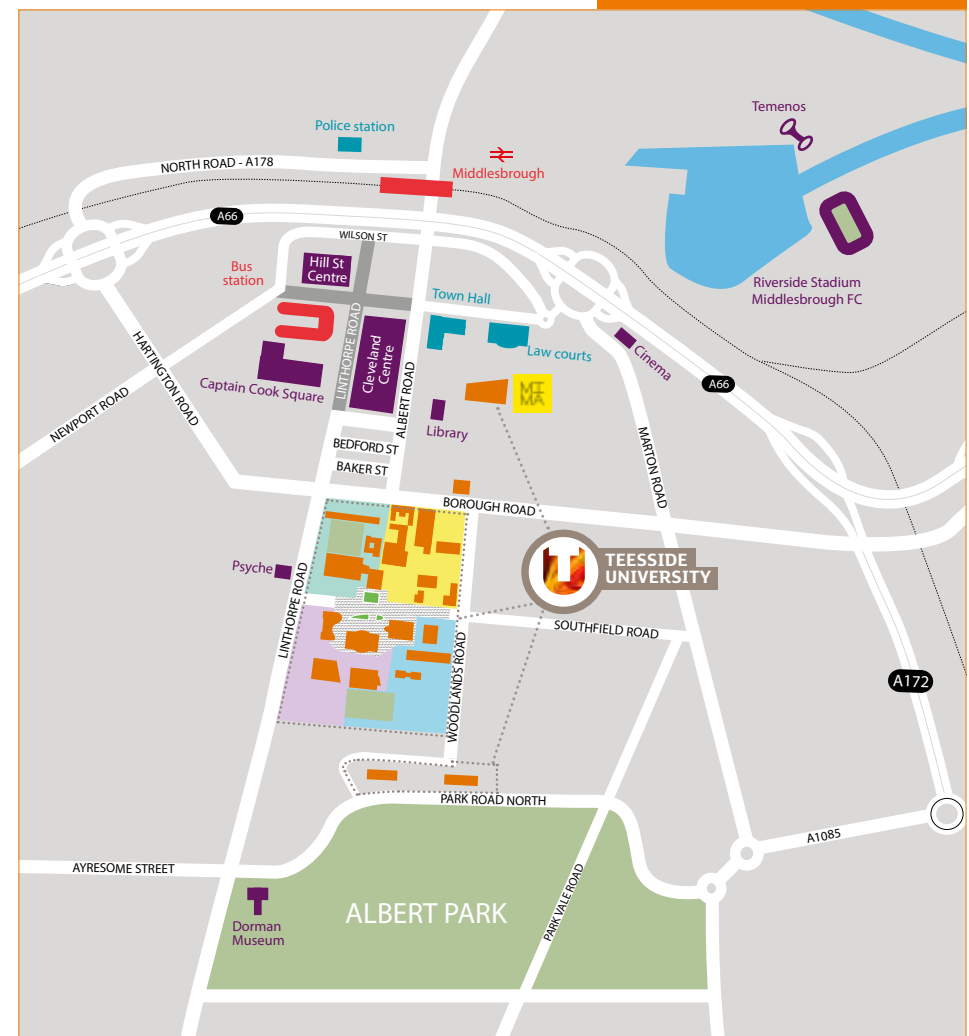 Temenos
Police station
NORTH ROAD - A178
Middlesbrough
A66
WILSON ST
Bus
station
Hill St
Centre
Riverside Stadium
Middlesbrough FC
Town Hall
LINTHORPE ROAD
Cleveland
Centre
ALBERT ROAD
Law courts
Cinema
HARTINGTON ROAD
Captain Cook Square
A66
MI
MA
NEWPORT ROAD
Library
MARTON ROAD
BEDFORD ST
BAKER ST
BOROUGH ROAD
Psyche
TEESSIDE
UNIVERSITY
LINTHORPE ROAD
SOUTHFIELD ROAD
WOODLANDS ROAD
A172
PARK ROAD NORTH
A1085
AYRESOME STREET
PARK VALE ROAD
ALBERT PARK
Dorman
Museum